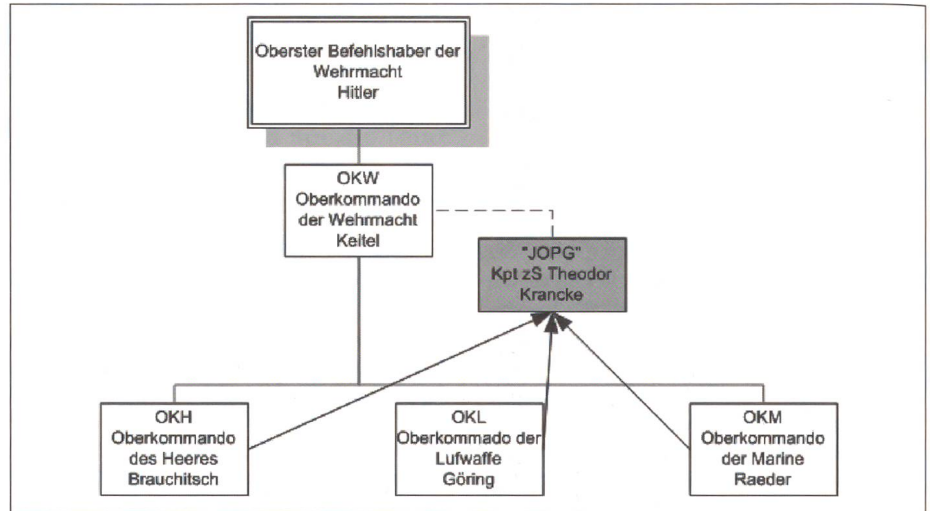 Oberster Befehlshaber der
Wehrmacht
Hitler
OKW
Oberkommando
der Wehrmacht
Keitel
"JOPG"
Kpt zS Theodor
Krancke
OKH
Oberkommando
des Heeres
Brauchitsch
OKL
Oberkommado der
Lufwaffe
Göring
OKM
Oberkommando
der Marine
Raeder